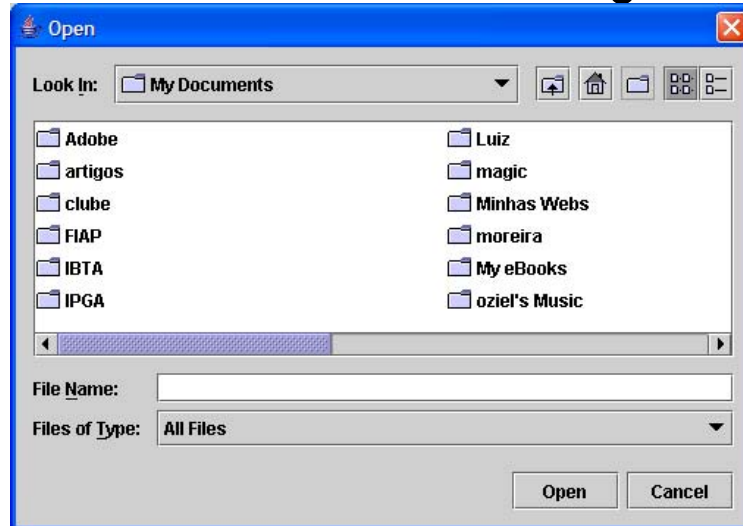 Open
Look In: My Documents
Adobe
artigos
clube
FIAP
IBTA
IPGA
Luiz
magic
Minhas Webs
moreira
My eBooks
oziel's Music
File Name:
Files of Type: All Files
Open Cancel